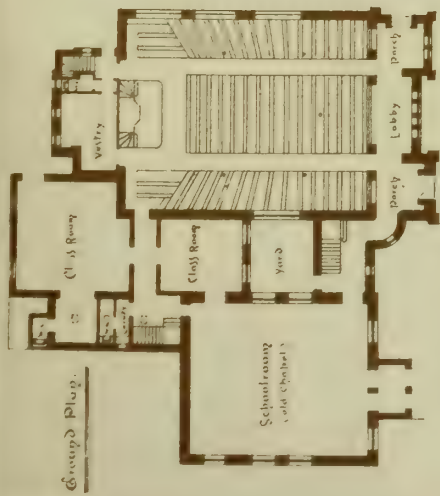 Ground Plan.
Class Room
Vestry
Class Room
Yard
Schoolroom
(old Chapel)
Porch
Lobby
Porch